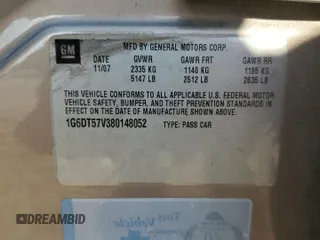 GM
MFD BY GENERAL MOTORS CORP.
DATE GVWR GAWR FRT GAWR RR
11/07 2335 KG 1140 KG 1195 KG
5147 LB 2512 LB 2635 LB
THIS VEHICLE CONFORMS TO ALL APPLICABLE U.S. FEDERAL MOTOR
VEHICLE SAFETY, BUMPER, AND THEFT PREVENTION STANDARDS IN
EFFECT ON THE DATE OF MANUFACTURE SHOWN ABOVE.
1G6DT57V380148052 TYPE: PASS CAR
Vehicle
DREAMBID